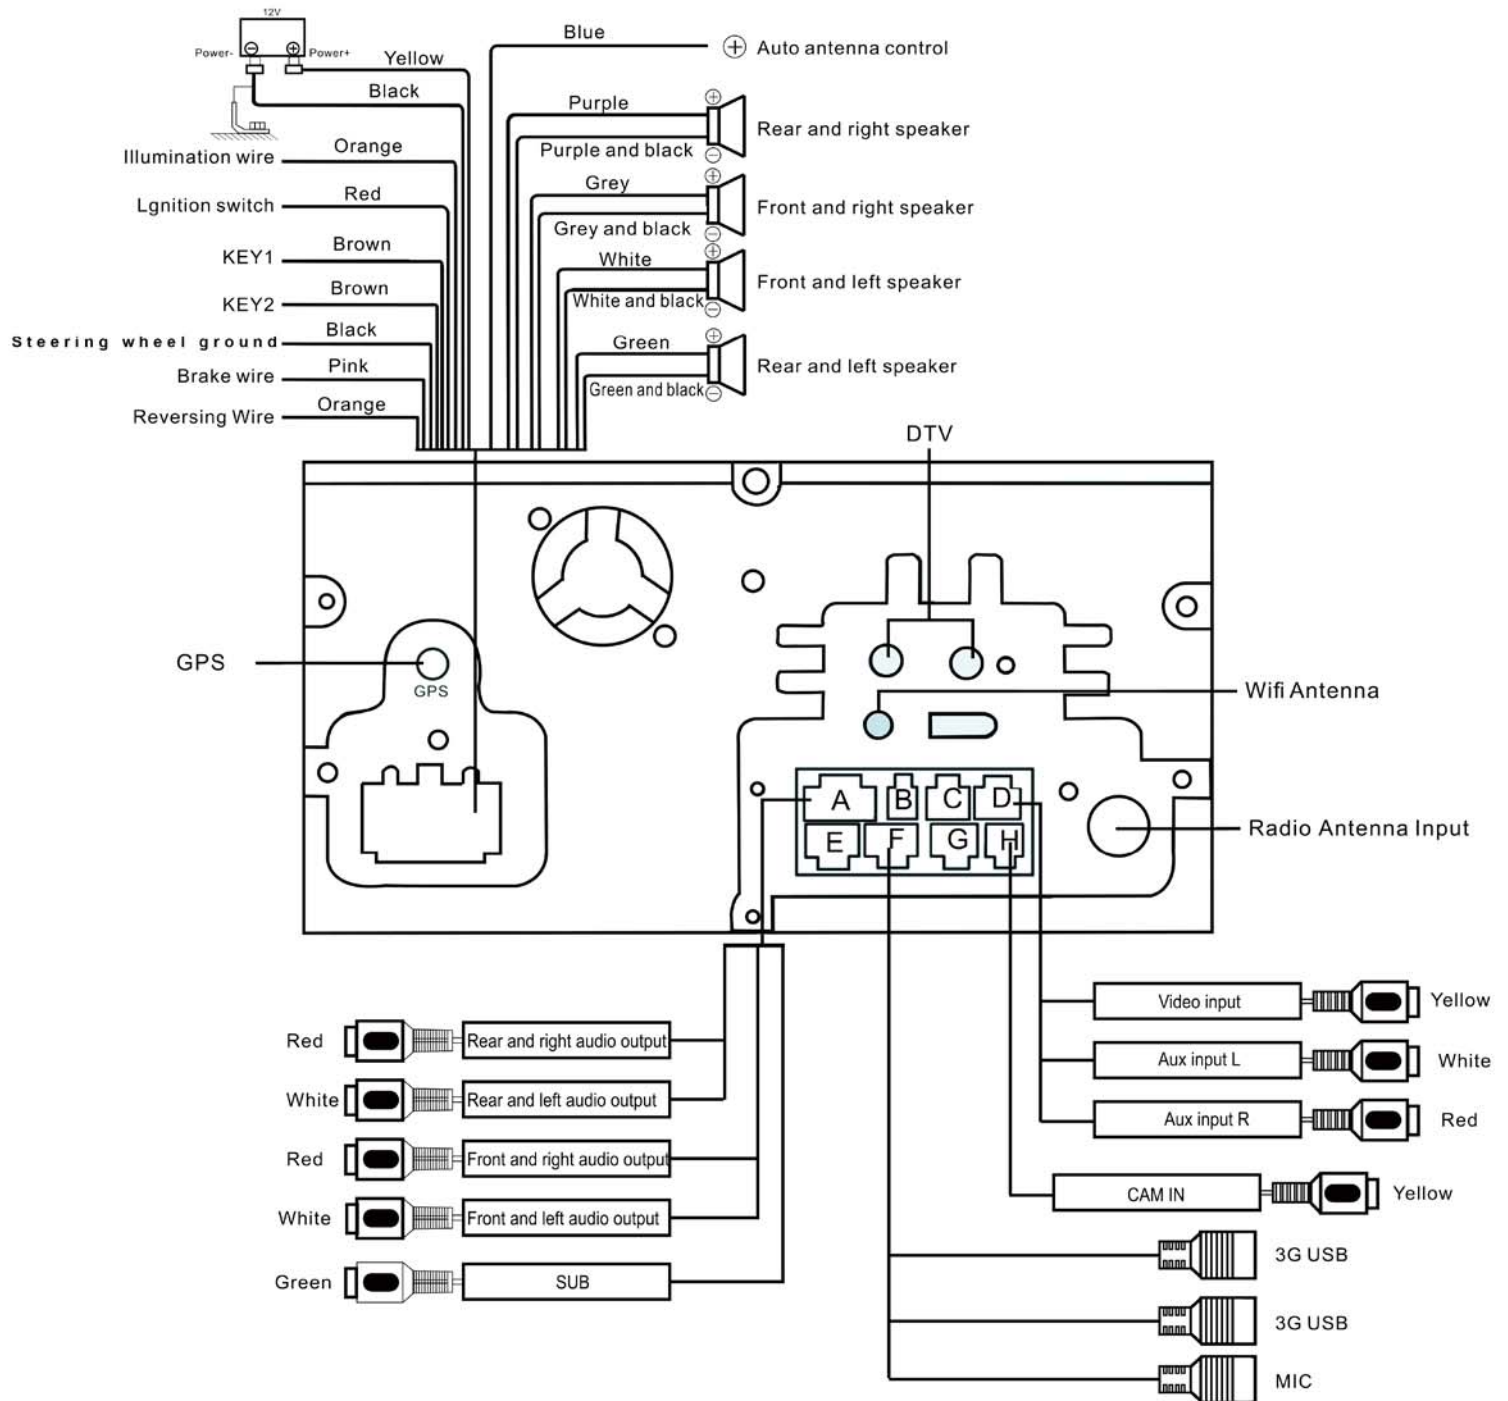 12V
Power-
Power+
Yellow
Black
Blue
Auto antenna control
Purple
Purple and black
Rear and right speaker
Illumination wire
Orange
Grey
Grey and black
Front and right speaker
Lgnition switch
Red
KEY1
Brown
White
White and black
Front and left speaker
KEY2
Brown
Steering wheel ground
Black
Green
Green and black
Rear and left speaker
Brake wire
Pink
Reversing Wire
Orange
DTV
GPS
GPS
Wifi Antenna
A
B
C
D
E
F
G
H
Radio Antenna Input
Red
Rear and right audio output
White
Rear and left audio output
Red
Front and right audio output
White
Front and left audio output
Green
SUB
Video input
Yellow
Aux input L
White
Aux input R
Red
CAM IN
Yellow
3G USB
3G USB
MIC